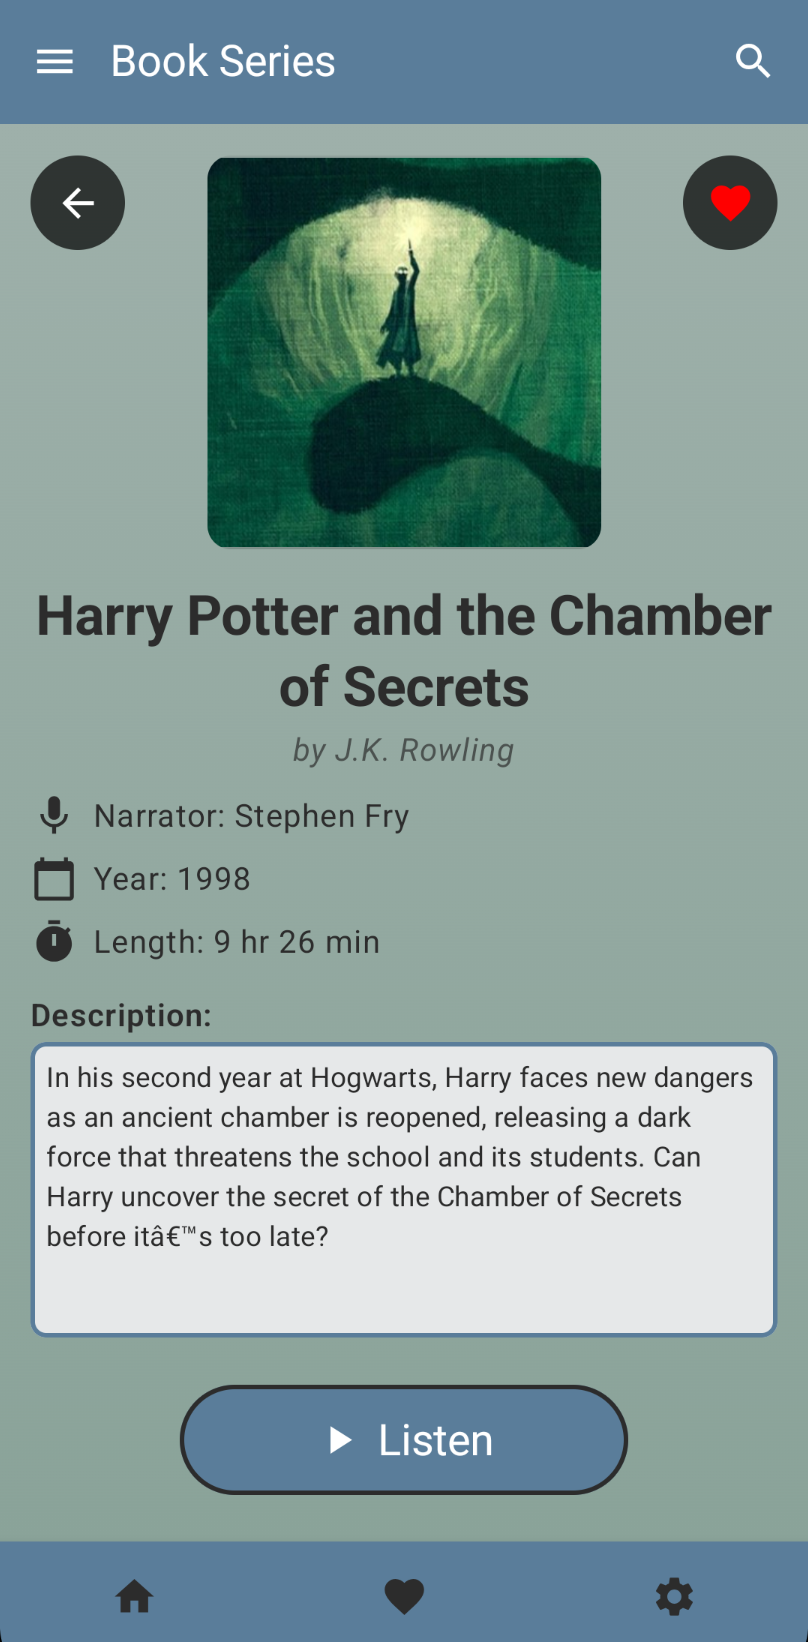 Book Series
Harry Potter and the Chamber
of Secrets
by J.K. Rowling
Narrator: Stephen Fry
Year: 1998
Length: 9 hr 26 min
Description:
In his second year at Hogwarts, Harry faces new dangers
as an ancient chamber is reopened, releasing a dark
force that threatens the school and its students. Can
Harry uncover the secret of the Chamber of Secrets
before itâ€™s too late?
Listen